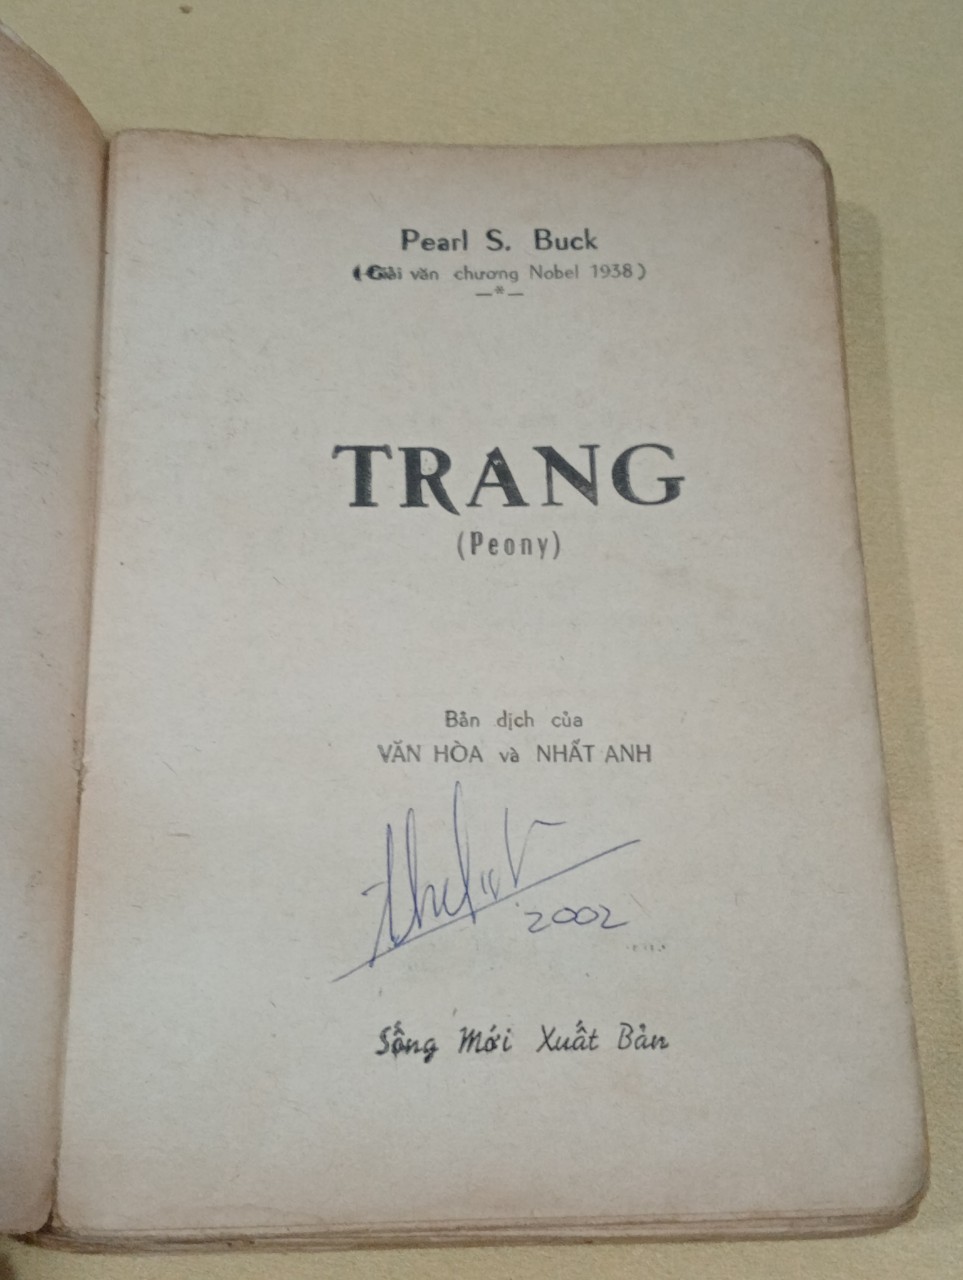 Pearl S. Buck
(Giải văn chương Nobel 1938)
—*—
TRANG
(Peony)
Bản dịch của
VĂN HÒA và NHẤT ANH
2002
Sống Mới Xuất Bản